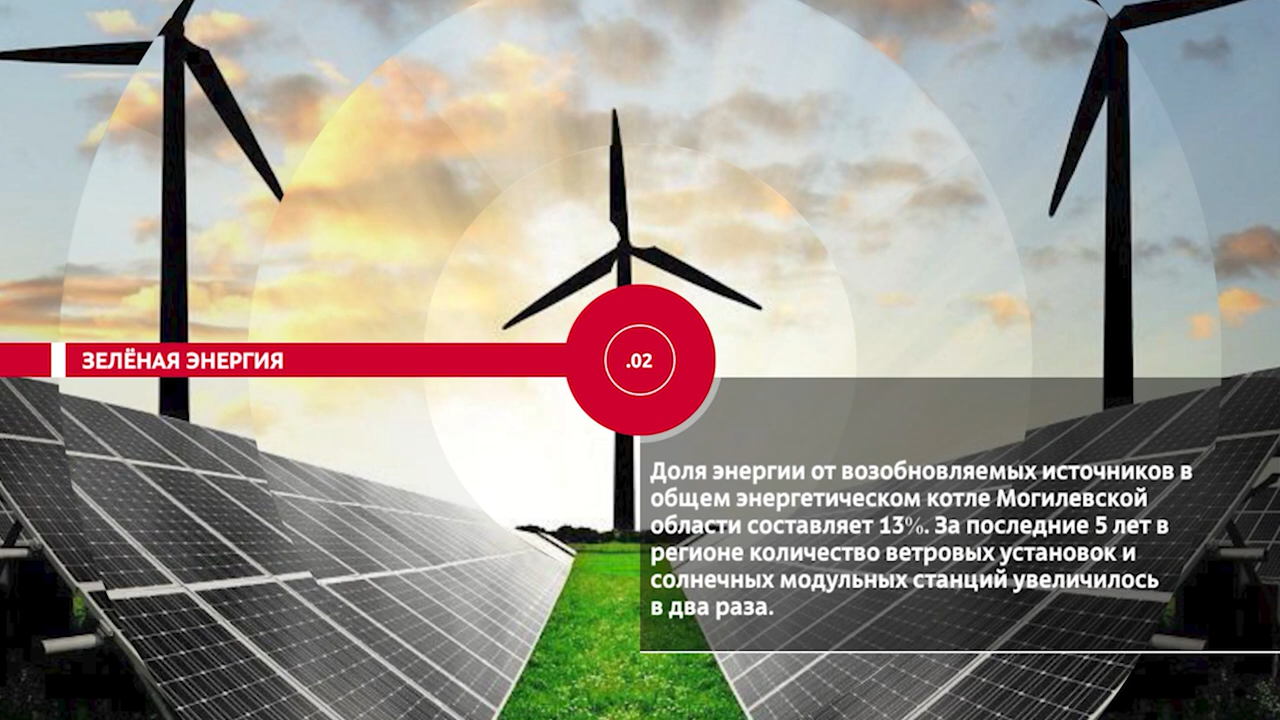 ЗЕЛЁНАЯ ЭНЕРГИЯ
.02
Доля энергии от возобновляемых источников в
общем энергетическом котле Могилевской
области составляет 13%. За последние 5 лет в
регионе количество ветровых установок и
солнечных модульных станций увеличилось
в два раза.